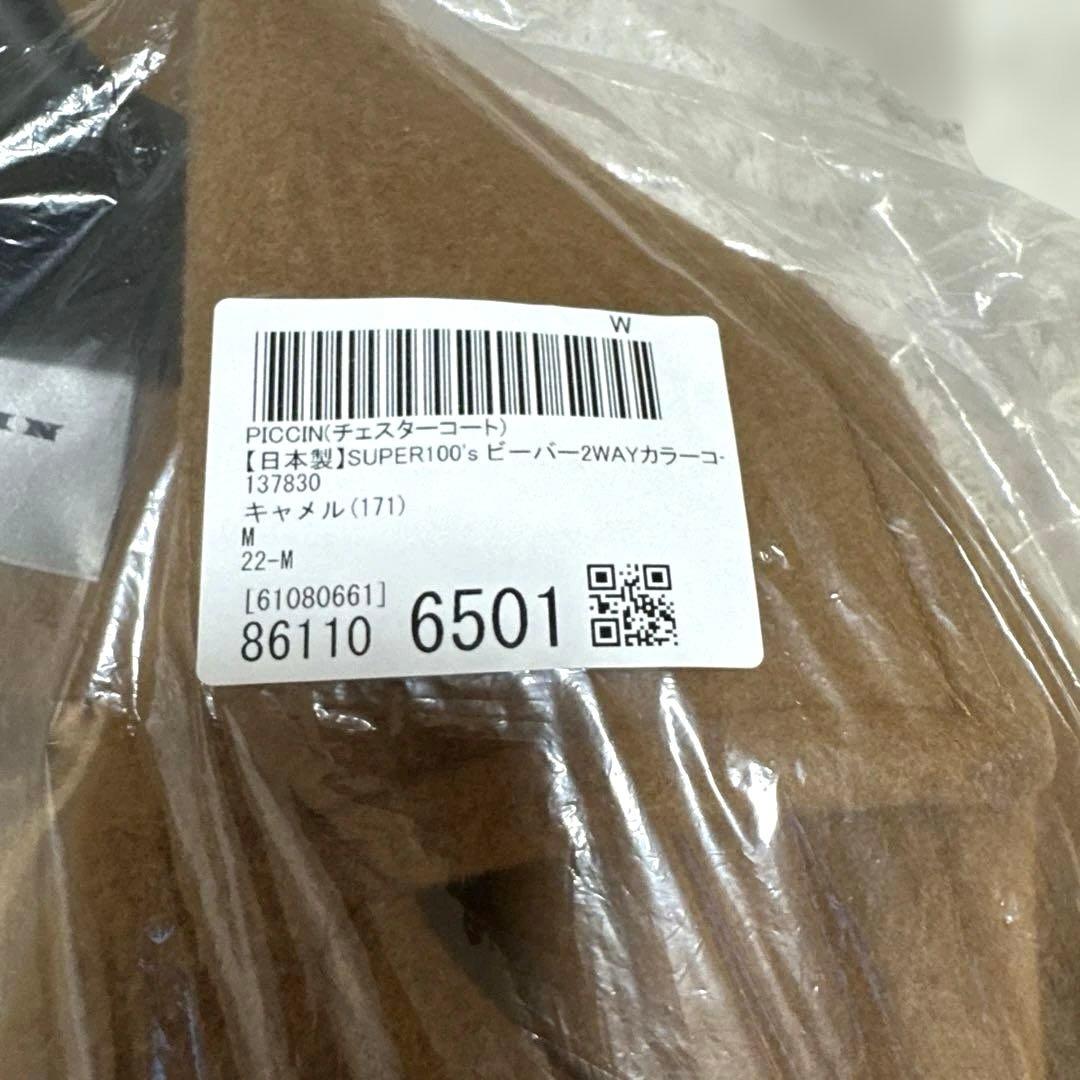 W
PICCIN(チェスターコート)
【日本製】SUPER100's ビーバー2WAYカラーコ-
137830
キャメル(171)
M
22-M
[61080661]
86110 6501
IN